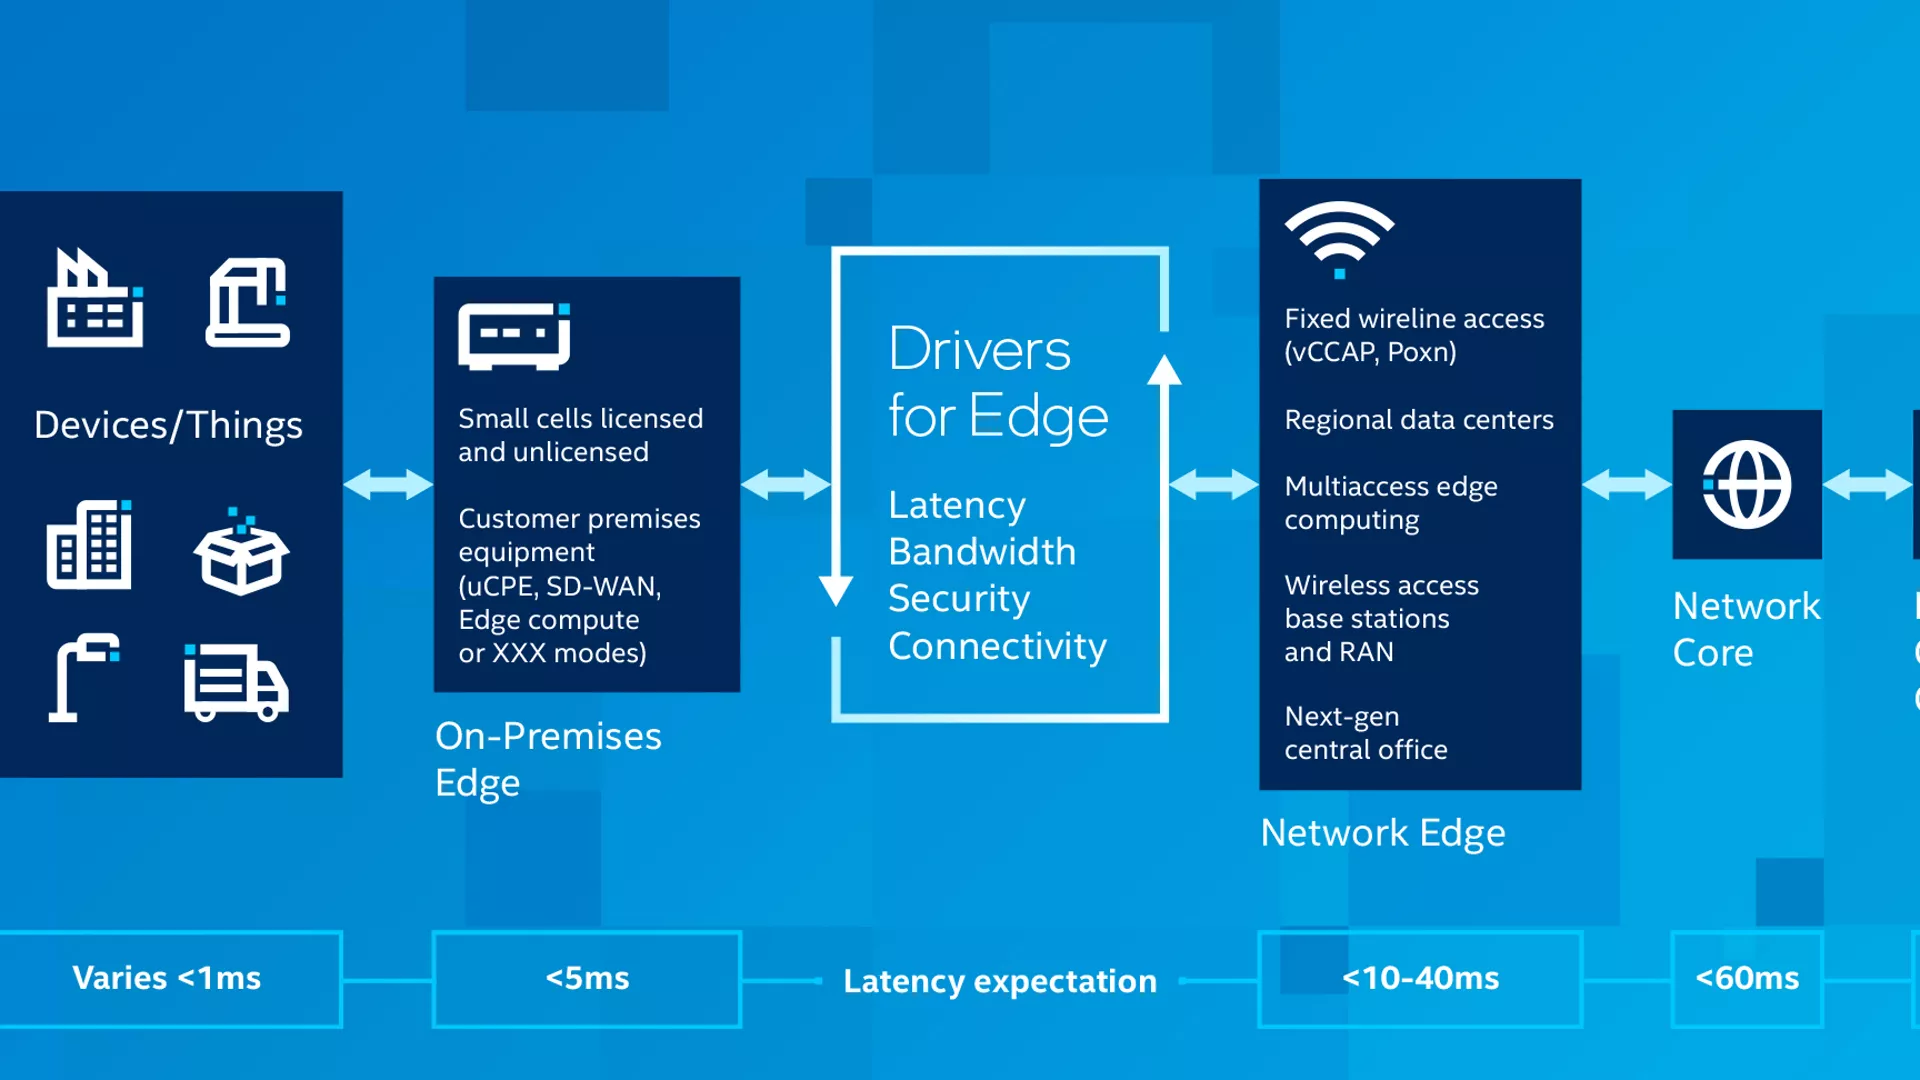 Devices/Things
Small cells licensed
and unlicensed
Customer premises
equipment
(uCPE, SD-WAN,
Edge compute
or XXX modes)
On-Premises
Edge
Drivers
for Edge
Latency
Bandwidth
Security
Connectivity
Fixed wireline access
(vCCAP, Poxn)
Regional data centers
Multiaccess edge
computing
Wireless access
base stations
and RAN
Next-gen
central office
Network Edge
Network
Core
Varies <1ms
<5ms
Latency expectation
<10-40ms
<60ms